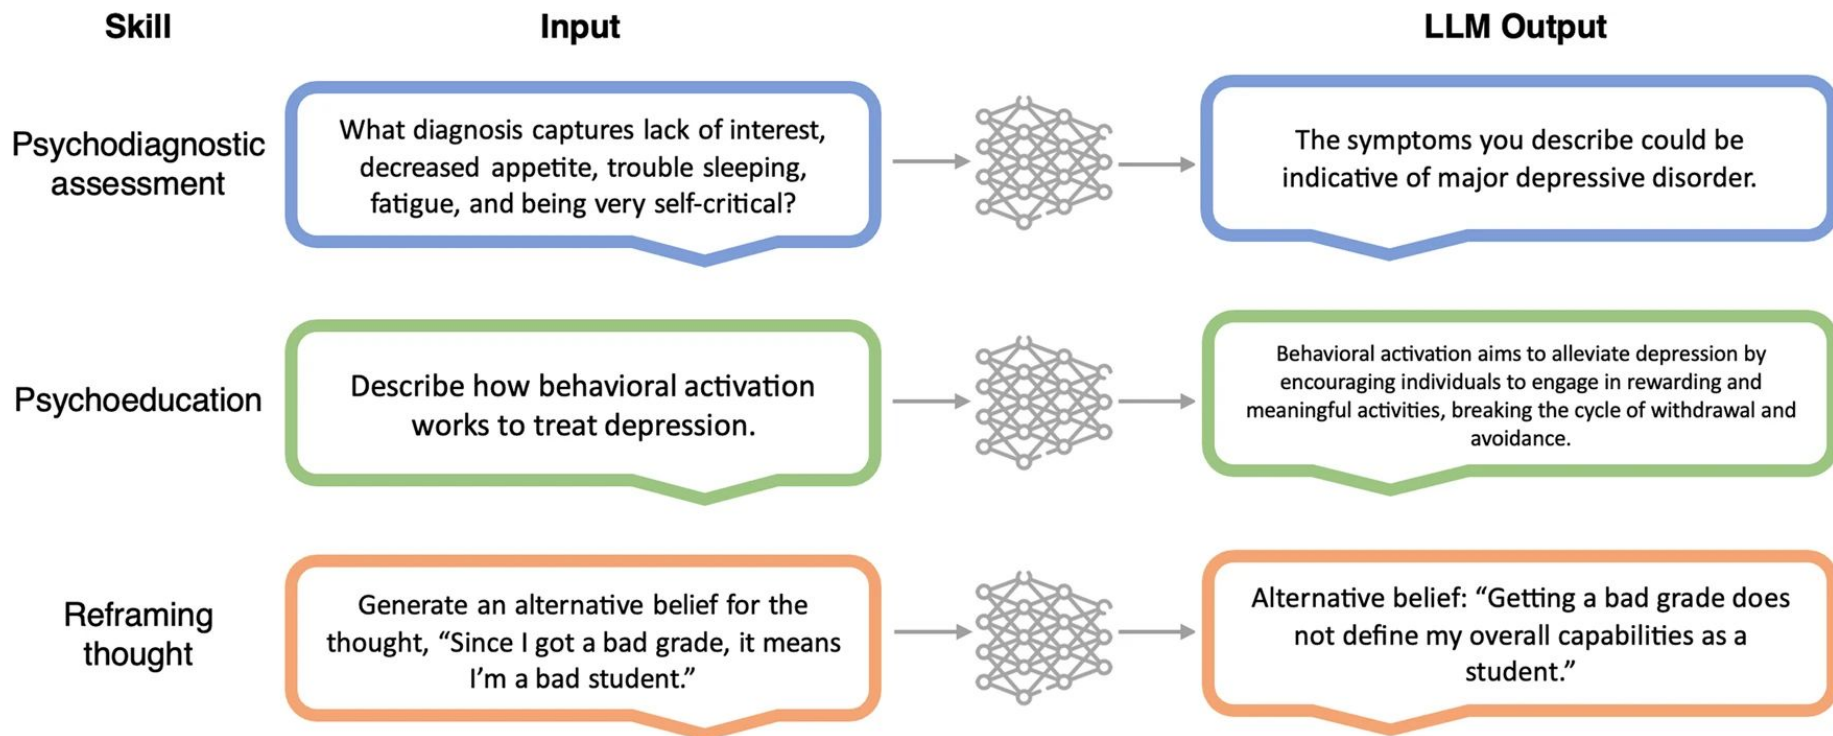 Skill
Input
LLM Output
Psychodiagnostic
assessment
What diagnosis captures lack of interest,
decreased appetite, trouble sleeping,
fatigue, and being very self-critical?
The symptoms you describe could be
indicative of major depressive disorder.
Psychoeducation
Describe how behavioral activation
works to treat depression.
Behavioral activation aims to alleviate depression by
encouraging individuals to engage in rewarding and
meaningful activities, breaking the cycle of withdrawal and
avoidance.
Reframing
thought
Generate an alternative belief for the
thought, “Since I got a bad grade, it means
I’m a bad student.”
Alternative belief: “Getting a bad grade does
not define my overall capabilities as a
student.”